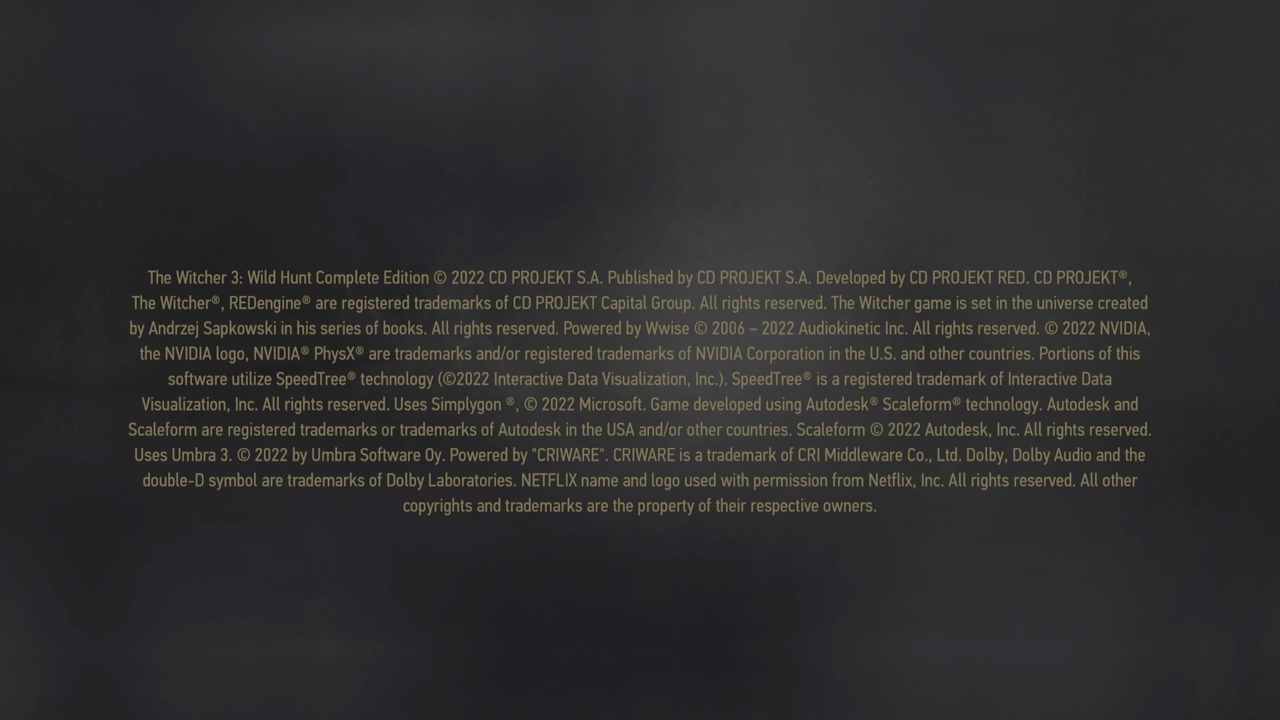 The Witcher 3: Wild Hunt Complete Edition © 2022 CD PROJEKT S.A. Published by CD PROJEKT S.A. Developed by CD PROJEKT RED. CD PROJEKT®,
The Witcher®, REDengine® are registered trademarks of CD PROJEKT Capital Group. All rights reserved. The Witcher game is set in the universe created
by Andrzej Sapkowski in his series of books. All rights reserved. Powered by Wwise © 2006 – 2022 Audiokinetic Inc. All rights reserved. © 2022 NVIDIA,
the NVIDIA logo, NVIDIA® PhysX® are trademarks and/or registered trademarks of NVIDIA Corporation in the U.S. and other countries. Portions of this
software utilize SpeedTree® technology (©2022 Interactive Data Visualization, Inc.). SpeedTree® is a registered trademark of Interactive Data
Visualization, Inc. All rights reserved. Uses Simplygon ®, © 2022 Microsoft. Game developed using Autodesk® Scaleform® technology. Autodesk and
Scaleform are registered trademarks or trademarks of Autodesk in the USA and/or other countries. Scaleform © 2022 Autodesk, Inc. All rights reserved.
Uses Umbra 3. © 2022 by Umbra Software Oy. Powered by "CRIWARE". CRIWARE is a trademark of CRI Middleware Co., Ltd. Dolby, Dolby Audio and the
double-D symbol are trademarks of Dolby Laboratories. NETFLIX name and logo used with permission from Netflix, Inc. All rights reserved. All other
copyrights and trademarks are the property of their respective owners.